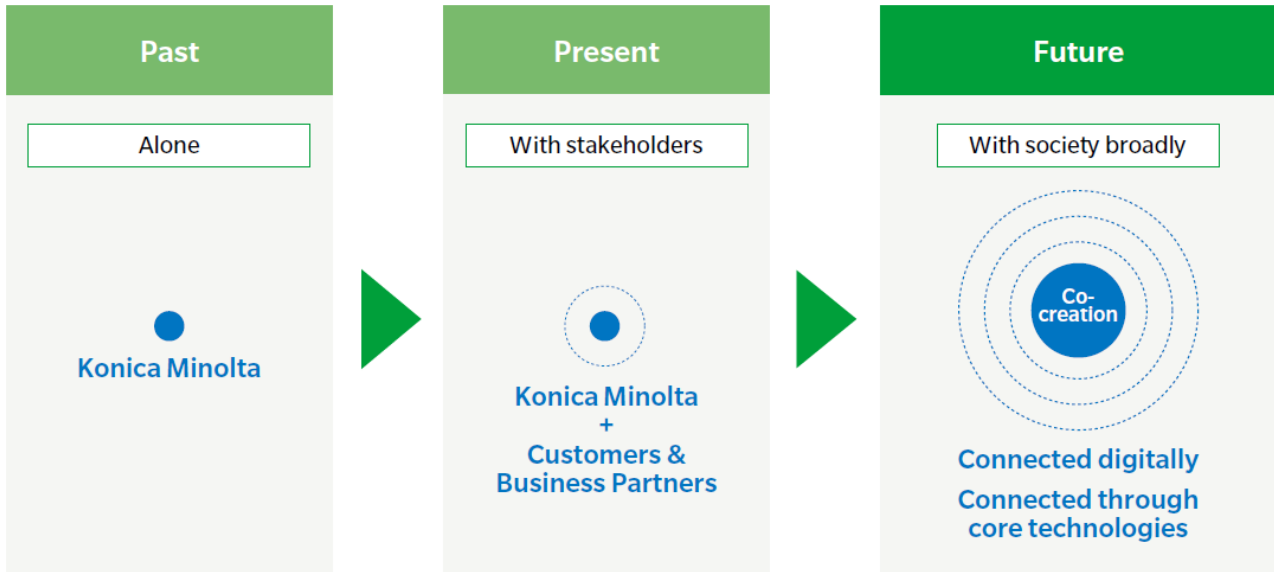 Past
Alone
Konica Minolta
Present
With stakeholders
Konica Minolta
+
Customers &
Business Partners
Future
With society broadly
Co-
creation
Connected digitally
Connected through
core technologies